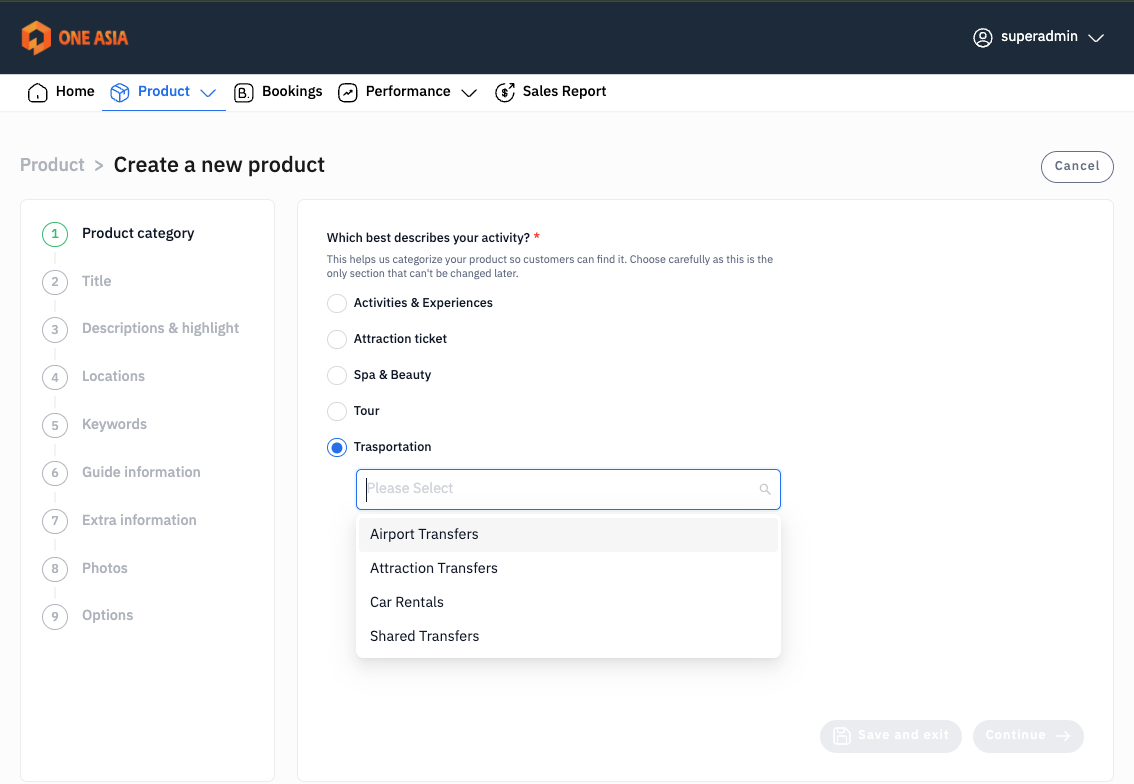 ONE ASIA
superadmin
Home
Product
B. Bookings
Performance
$ Sales Report
Product > Create a new product
Cancel
1 Product category
2 Title
3 Descriptions & highlight
4 Locations
5 Keywords
6 Guide information
7 Extra information
8 Photos
9 Options
Which best describes your activity? *
This helps us categorize your product so customers can find it. Choose carefully as this is the
only section that can't be changed later.
Activities & Experiences
Attraction ticket
Spa & Beauty
Tour
Trasportation
Please Select
Airport Transfers
Attraction Transfers
Car Rentals
Shared Transfers
Save and exit
Continue →